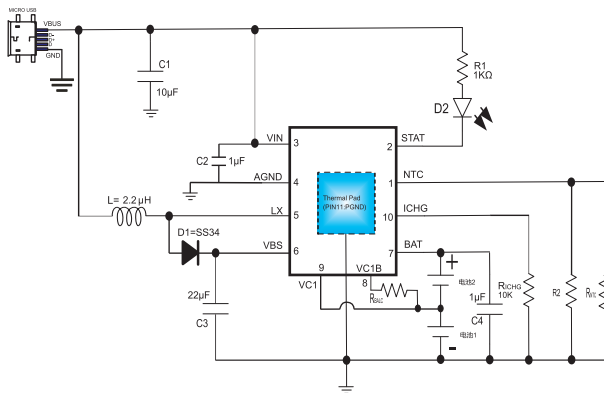 MICRO USB
VBUS
D-
D+
ID
GND
C1
10µF
R1
1KΩ
D2
VIN
3
STAT
2
C2
1µF
AGND
4
NTC
1
Thermal Pad
(PIN11:PGND)
L= 2.2µH
LX
5
ICHG
10
D1=SS34
VBS
6
BAT
7
9
VC1B
8
VC1
+
电池2
22µF
C3
1µF
C4
RICHG
10K
R2
电池1
-